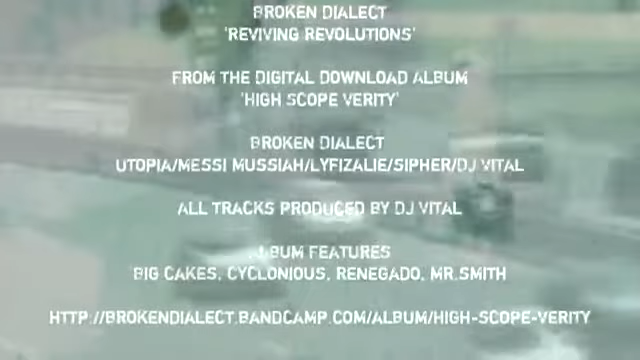 BROKEN DIALECT
'REVIVING REVOLUTIONS'
FROM THE DIGITAL DOWNLOAD ALBUM
'HIGH SCOPE VERITY'
BROKEN DIALECT
UTOPIA/MESSI MUSSIAH/LYFIZALIE/SIPHER/DJ VITAL
ALL TRACKS PRODUCED BY DJ VITAL
ALBUM FEATURES
BIG CAKES, CYCLONIOUS, RENEGADO, MR.SMITH
HTTP://BROKENDIALECT.BANDCAMP.COM/ALBUM/HIGH-SCOPE-VERITY